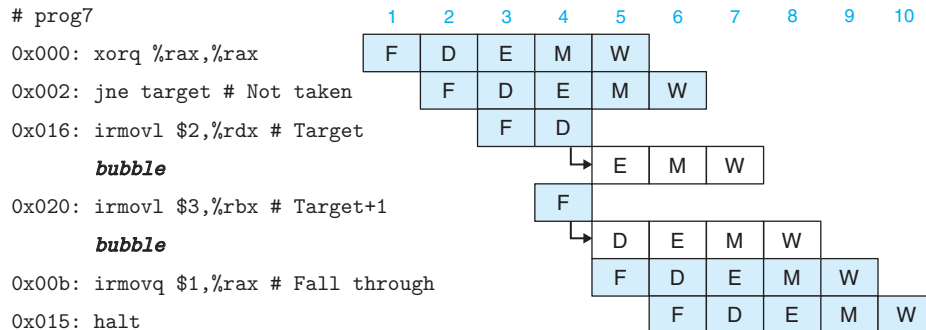 # prog7 1 2 3 4 5 6 7 8 9 10
0x000: xorq %rax,%rax F D E M W
0x002: jne target # Not taken F D E M W
0x016: irmovl $2,%rdx # Target F D
bubble E M W
0x020: irmovl $3,%rbx # Target+1 F
bubble D E M W
0x00b: irmovq $1,%rax # Fall through F D E M W
0x015: halt F D E M W